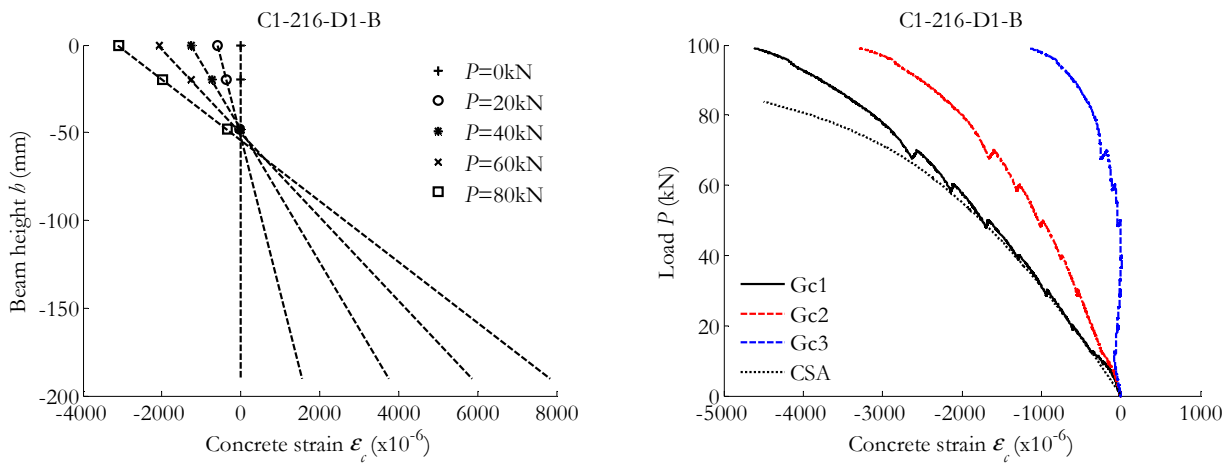 C1-216-D1-B
0
-50
-100
-150
-200
Beam height h (mm)
-4000 -2000 0 2000 4000 6000 8000
Concrete strain ε_c (x10^-6)
P=0kN
P=20kN
P=40kN
P=60kN
P=80kN
C1-216-D1-B
100
80
60
40
20
0
Load P (kN)
-5000 -4000 -3000 -2000 -1000 0 1000
Concrete strain ε_c (x10^-6)
Gc1
Gc2
Gc3
CSA